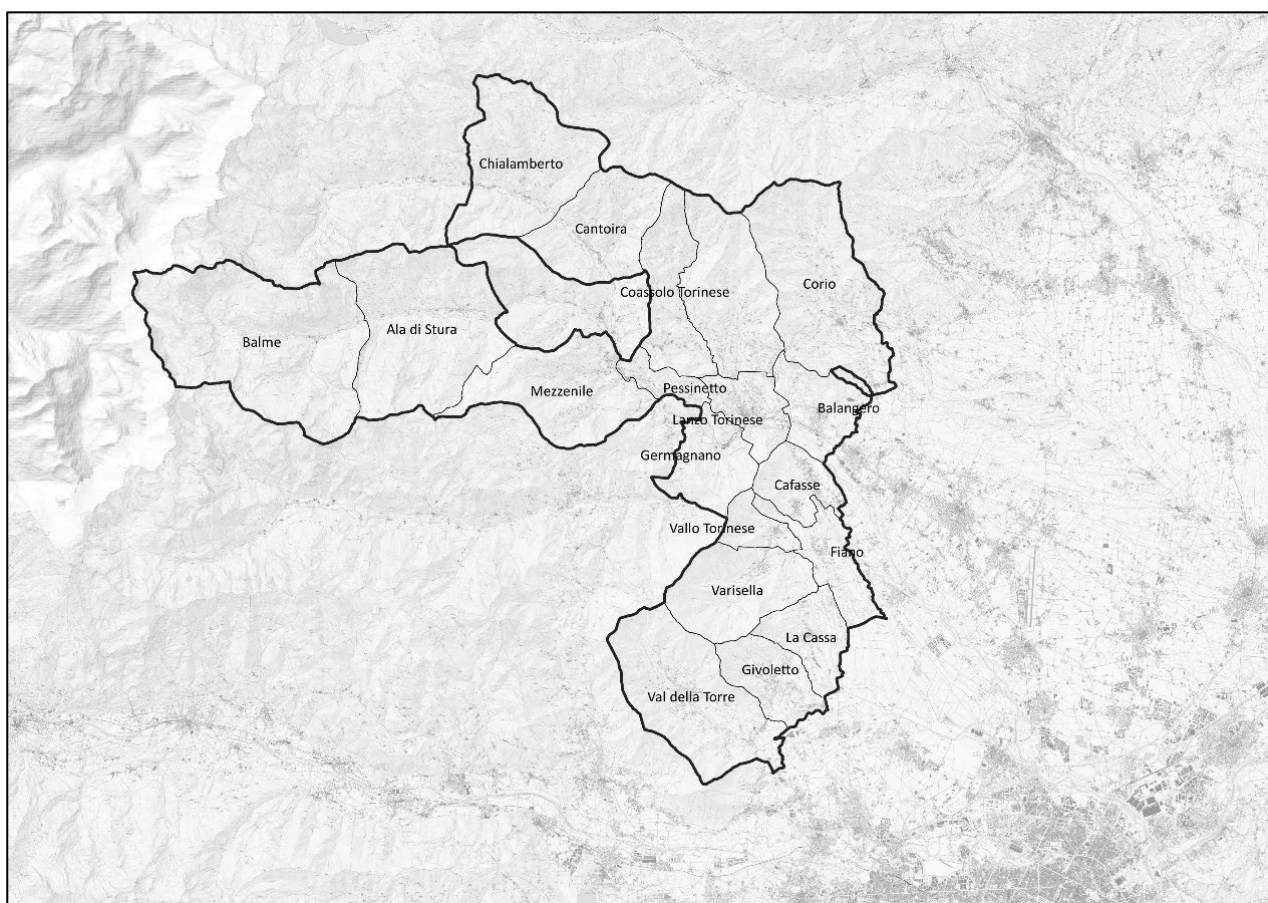 Chialamberto
Cantoira
Corio
Coassolo Torinese
Ala di Stura
Balme
Pessinetto
Mezzenile
Balangero
Lanzo Torinese
Germagnano
Cafasse
Vallo Torinese
Fiano
Varisella
La Cassa
Givoletto
Val della Torre